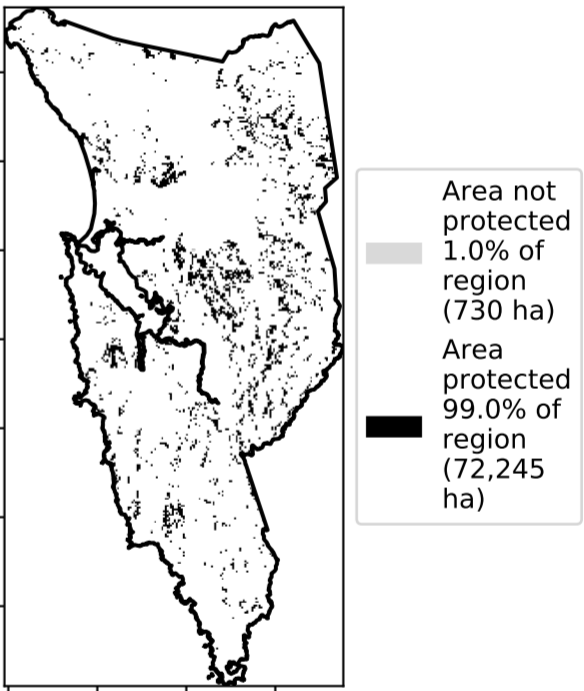 Area not
protected
1.0% of
region
(730 ha)
Area
protected
99.0% of
region
(72,245
ha)